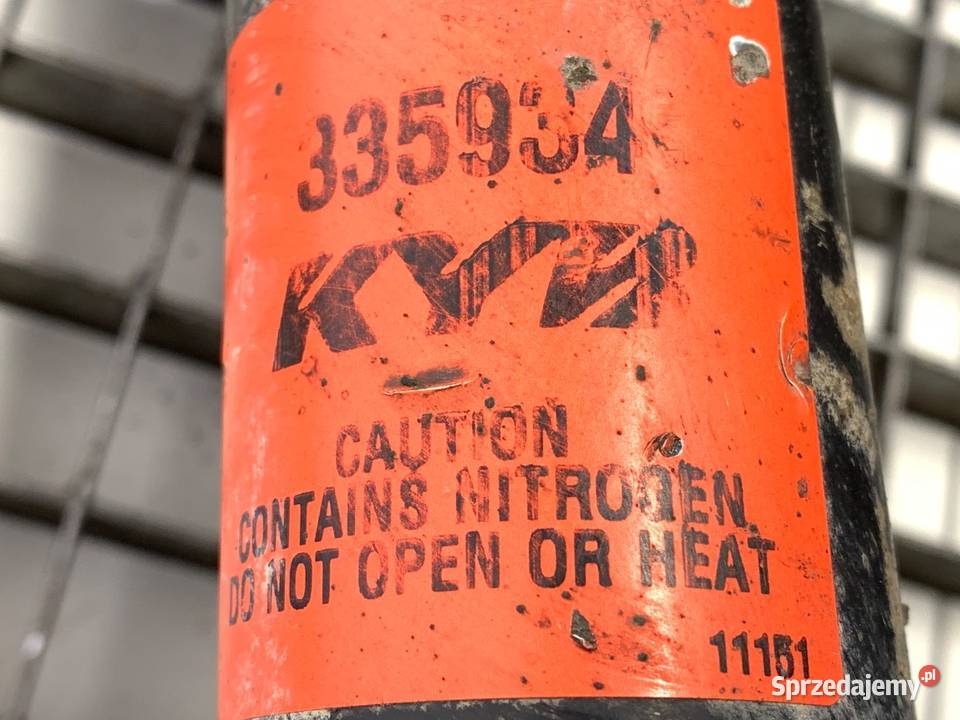 335934
KYB
CAUTION
CONTAINS NITROGEN
DO NOT OPEN OR HEAT
11151
Sprzedajemy.pl